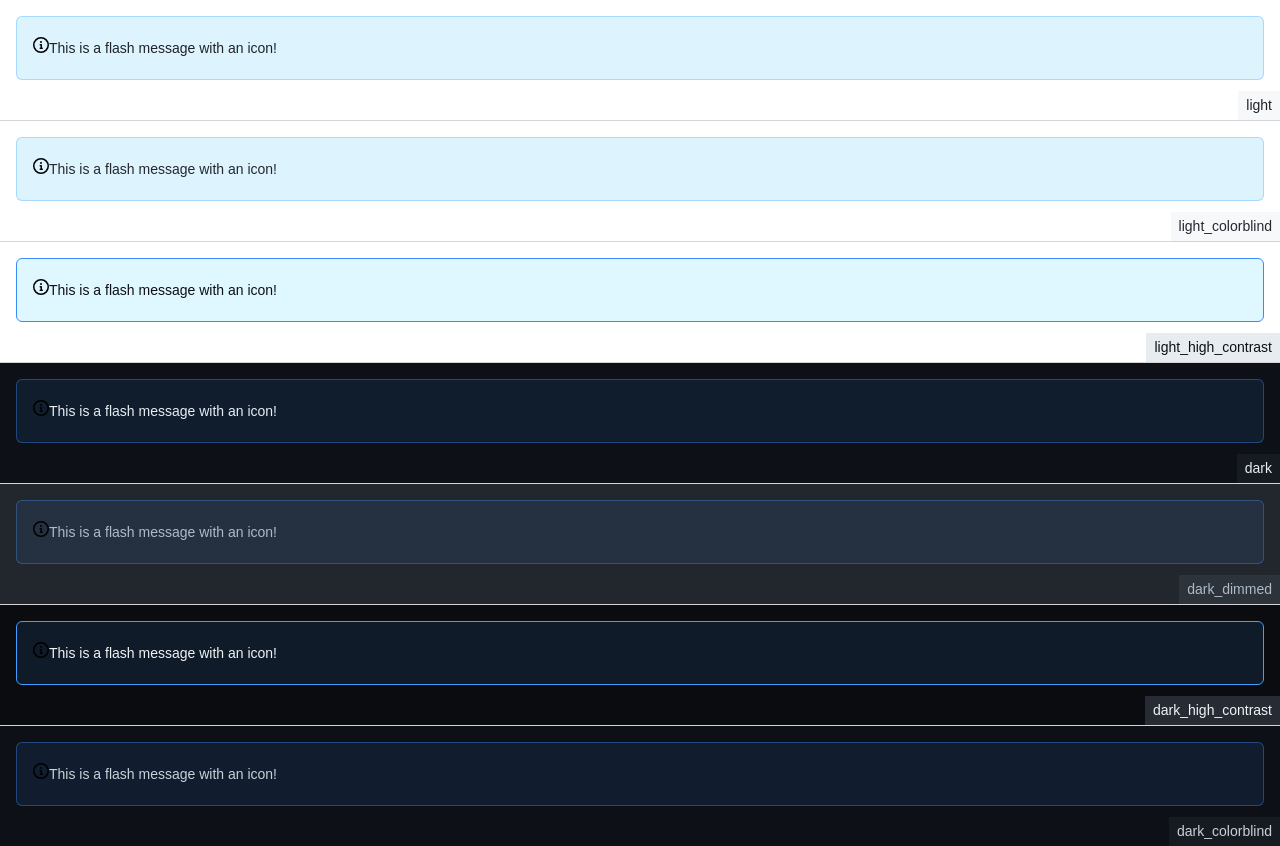 This is a flash message with an icon!
light
This is a flash message with an icon!
light_colorblind
This is a flash message with an icon!
light_high_contrast
This is a flash message with an icon!
dark
This is a flash message with an icon!
dark_dimmed
This is a flash message with an icon!
dark_high_contrast
This is a flash message with an icon!
dark_colorblind